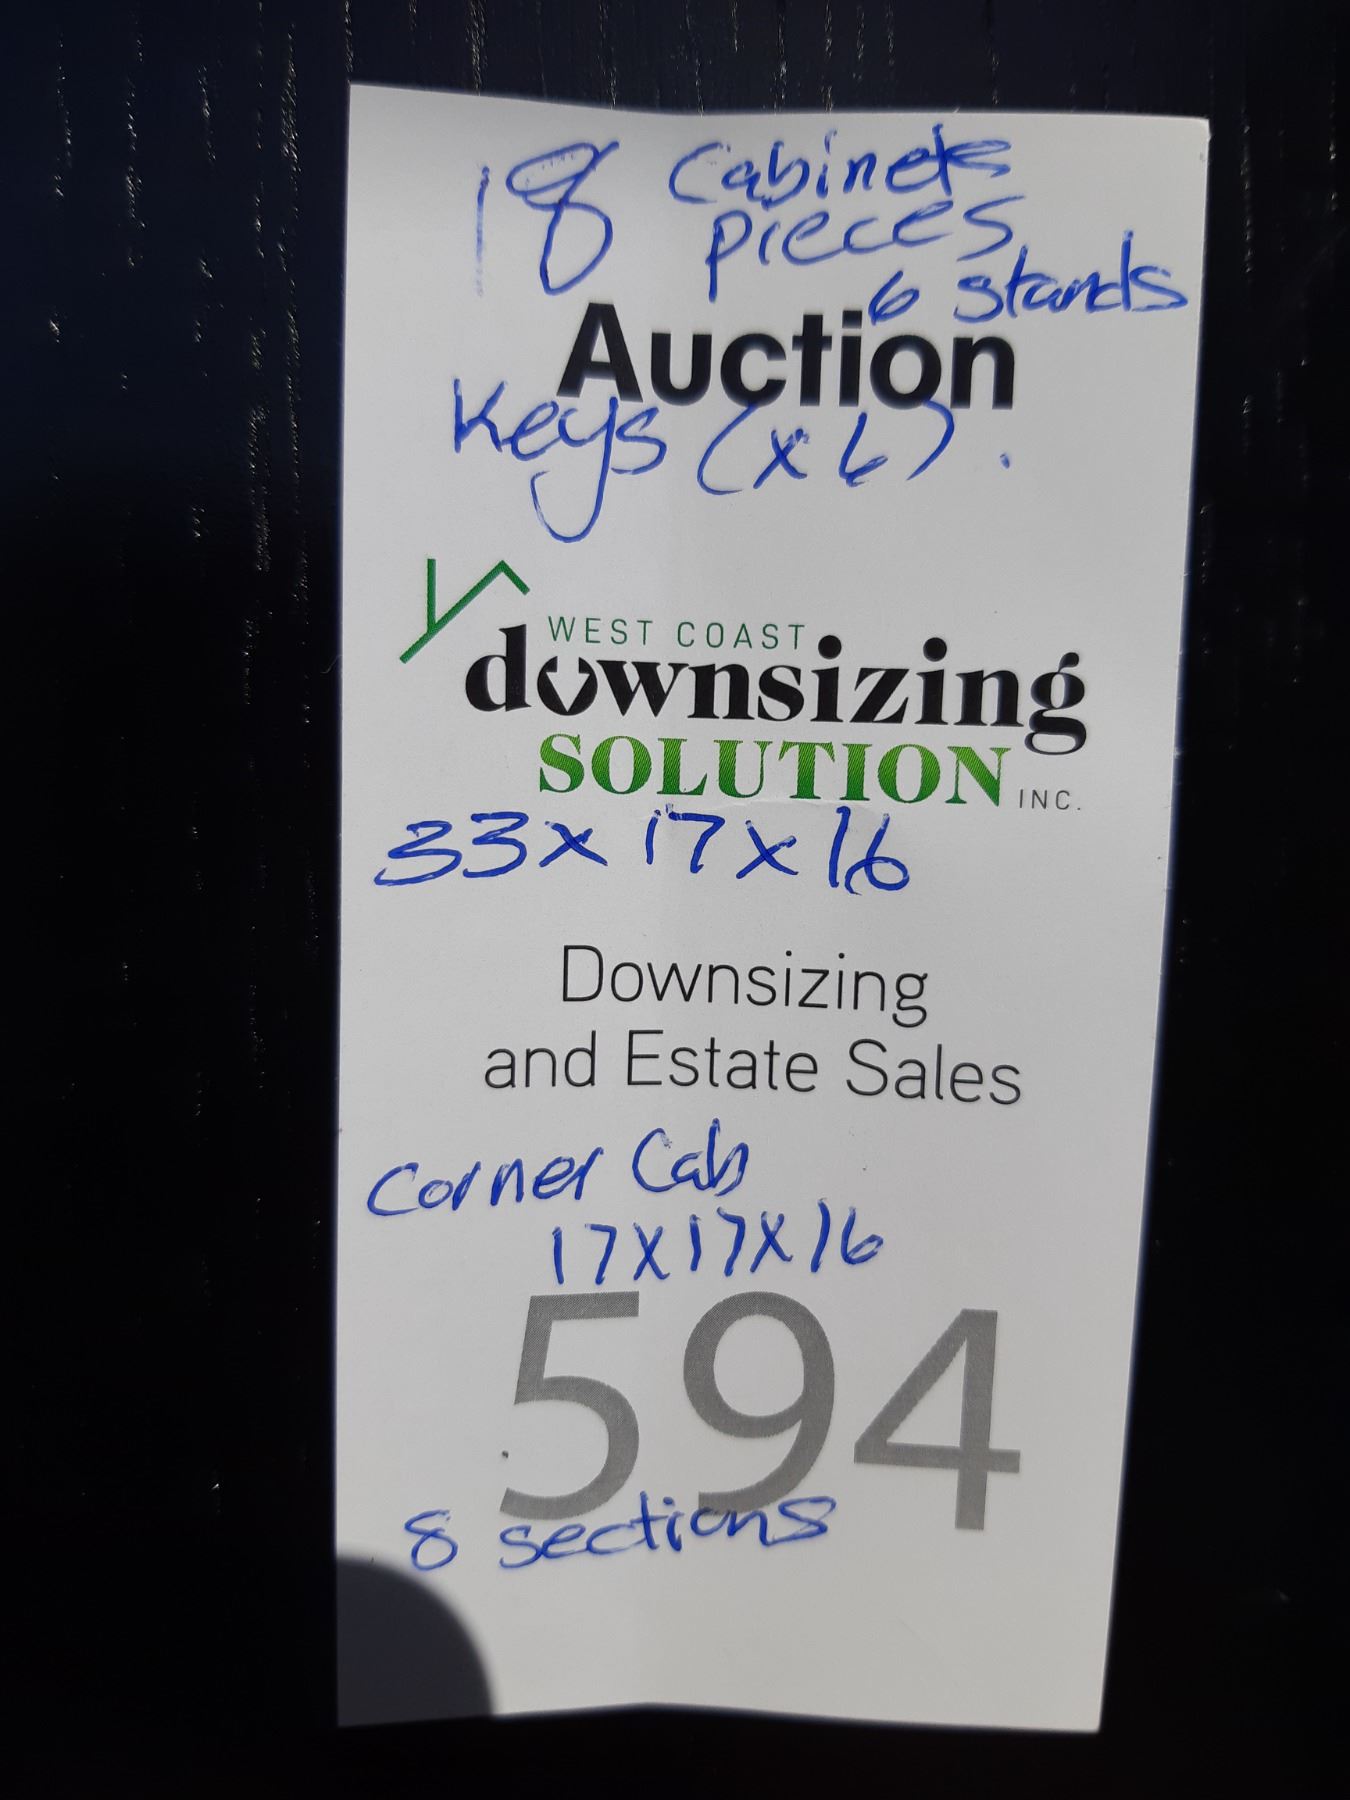 18 Cabinets
pieces
6 stands
Auction
Keys (x6).
WEST COAST
downsizing
SOLUTION INC.
33x17x16
Downsizing
and Estate Sales
Corner Cab
17x17x16
594
8 sections